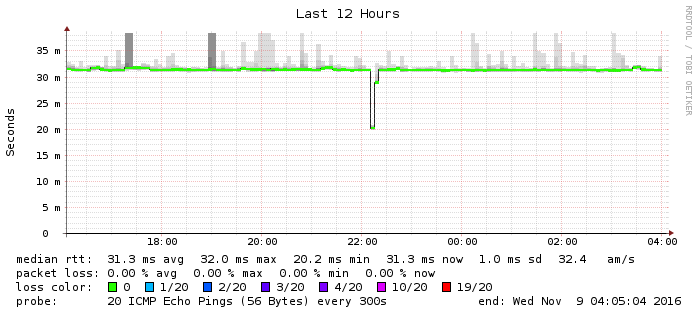 Last 12 Hours
RRDTOOL / TOBI OETIKER
Seconds
35 m
30 m
25 m
20 m
15 m
10 m
5 m
0
18:00 20:00 22:00 00:00 02:00 04:00
median rtt: 31.3 ms avg 32.0 ms max 20.2 ms min 31.3 ms now 1.0 ms sd 32.4 am/s
packet loss: 0.00 % avg 0.00 % max 0.00 % min 0.00 % now
loss color: 0 1/20 2/20 3/20 4/20 10/20 19/20
probe: 20 ICMP Echo Pings (56 Bytes) every 300s end: Wed Nov 9 04:05:04 2016